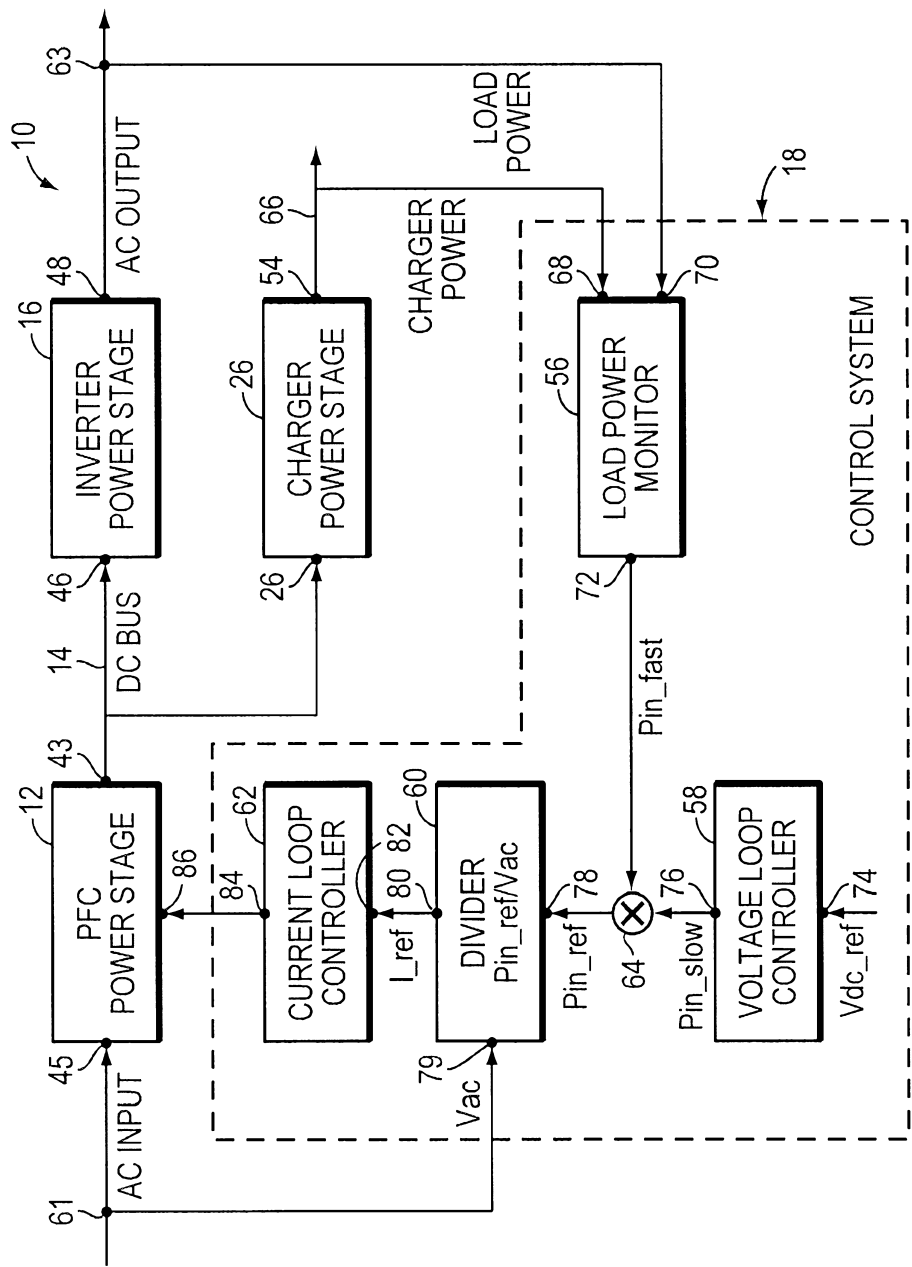 10
61
AC INPUT
45
12
PFC
POWER STAGE
43
14
DC BUS
46
16
INVERTER
POWER STAGE
48
AC OUTPUT
63
86
26
26
CHARGER
POWER STAGE
54
66
CHARGER
POWER
LOAD
POWER
84
62
CURRENT LOOP
CONTROLLER
82
I_ref
80
60
DIVIDER
Pin_ref/Vac
79
Vac
78
Pin_ref
64
Pin_fast
72
56
LOAD POWER
MONITOR
68
70
18
Pin_slow
76
58
VOLTAGE LOOP
CONTROLLER
74
Vdc_ref
CONTROL SYSTEM